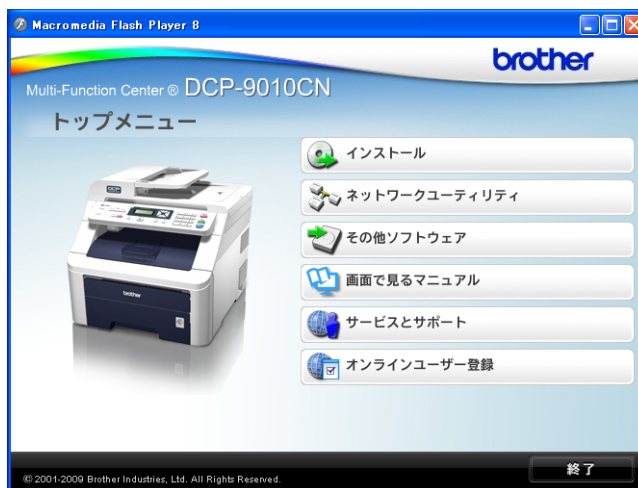 Macromedia Flash Player 8
brother
Multi-Function Center ® DCP-9010CN
トップメニュー
インストール
ネットワークユーティリティ
その他ソフトウェア
画面で見るマニュアル
サービスとサポート
オンラインユーザー登録
DCP
brother
終了
© 2001-2009 Brother Industries, Ltd. All Rights Reserved.